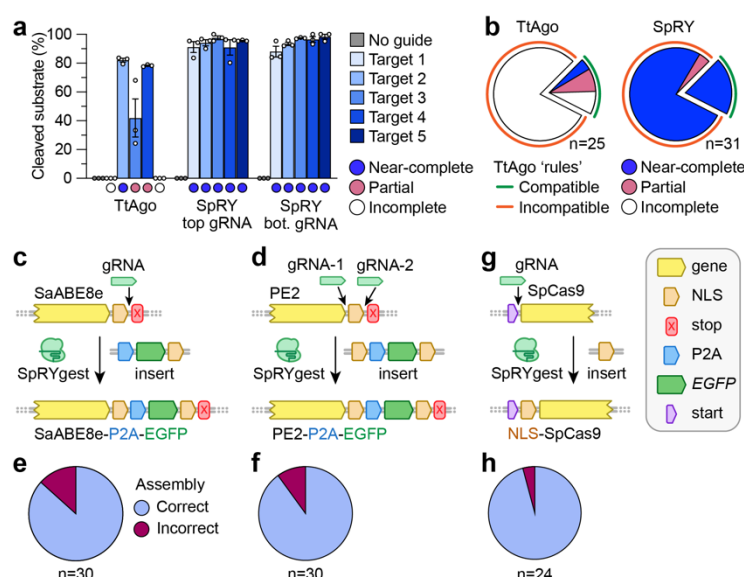 a
Cleaved substrate (%)
100
80
60
40
20
0
TtAgo
SpRY
top gRNA
SpRY
bot. gRNA
No guide
Target 1
Target 2
Target 3
Target 4
Target 5
Near-complete
Partial
Incomplete
b
TtAgo
SpRY
n=25
n=31
TtAgo 'rules'
Compatible
Incompatible
Near-complete
Partial
Incomplete
c
gRNA
SaABE8e
X
SpRYgest
insert
X
SaABE8e-P2A-EGFP
d
gRNA-1
gRNA-2
PE2
X
SpRYgest
insert
X
PE2-P2A-EGFP
g
gRNA
SpCas9
SpRYgest
insert
NLS-SpCas9
gene
NLS
X
stop
P2A
EGFP
start
e
Assembly
Correct
Incorrect
n=30
f
n=30
h
n=24